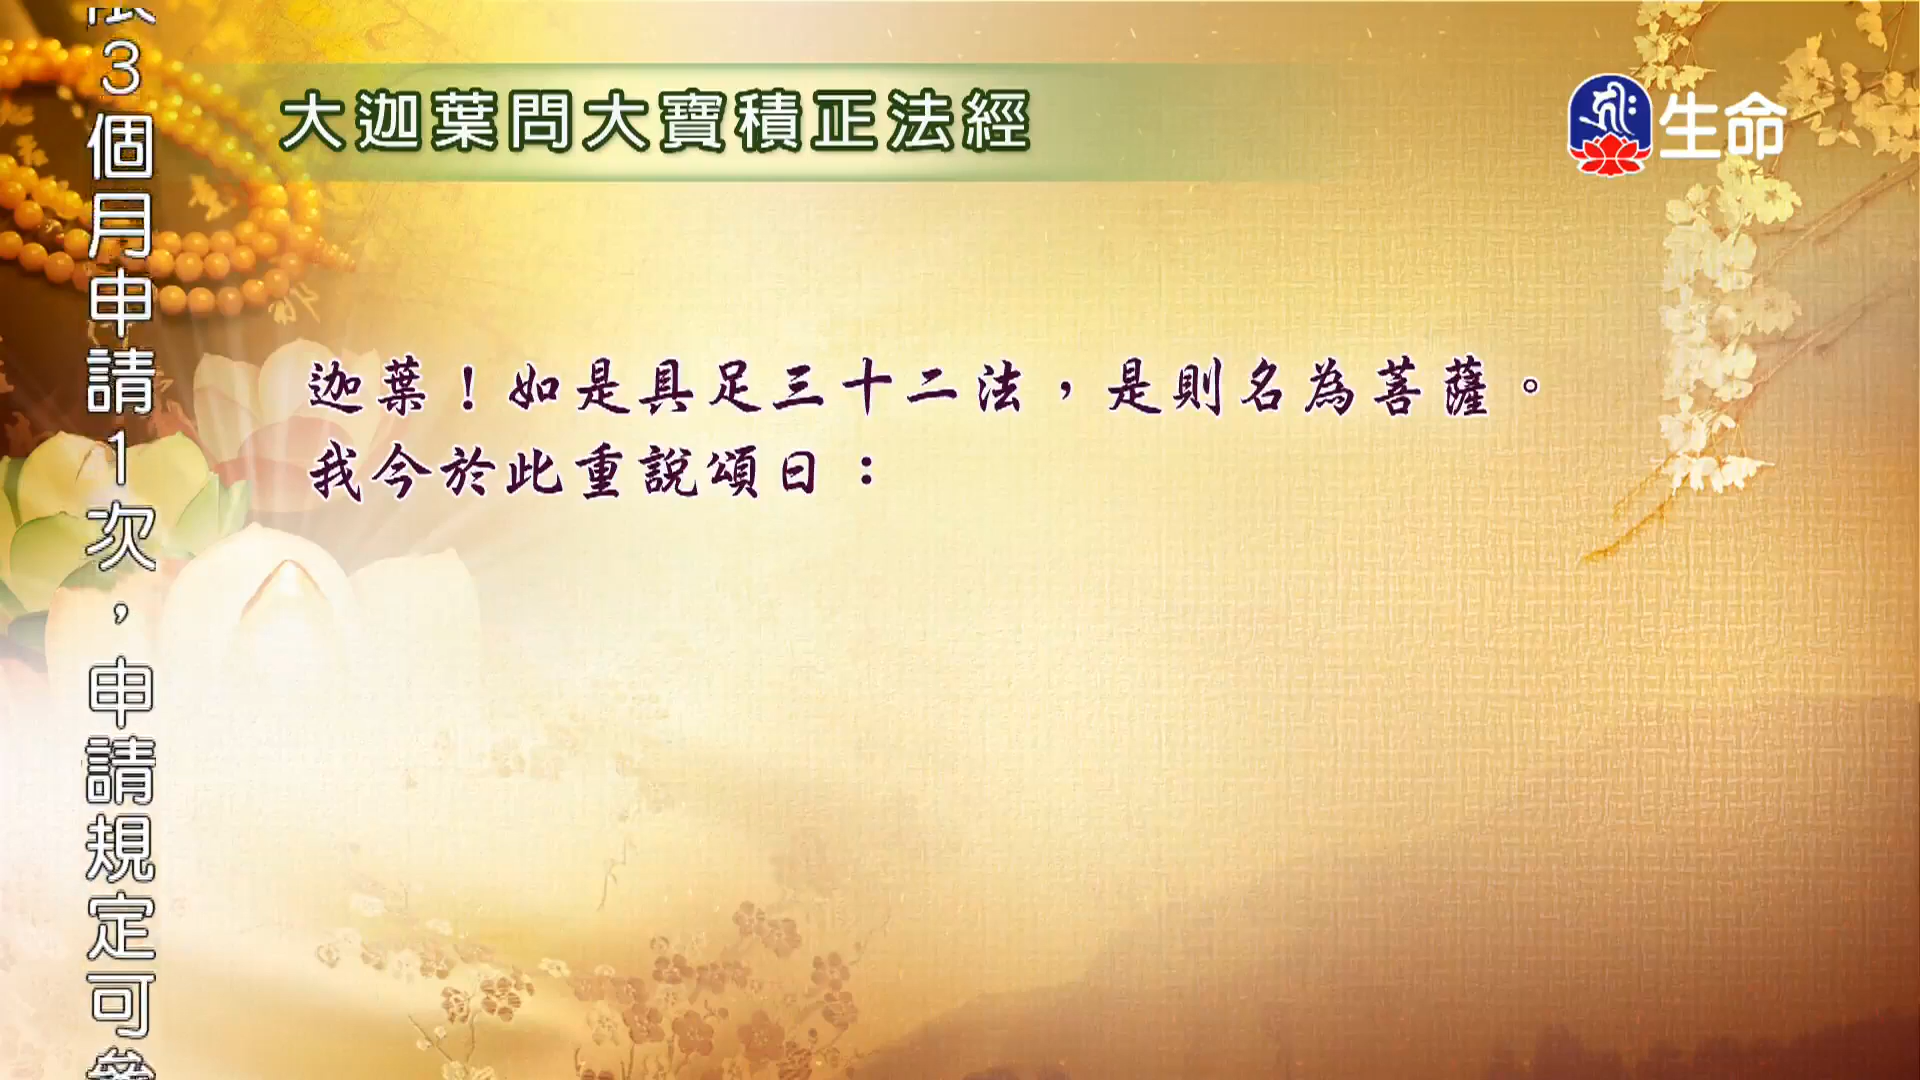 大迦葉問大寶積正法經
生命
迦葉！如是具足三十二法，是則名為菩薩。
我今於此重說頌曰：
限3個月申請1次，申請規定可參